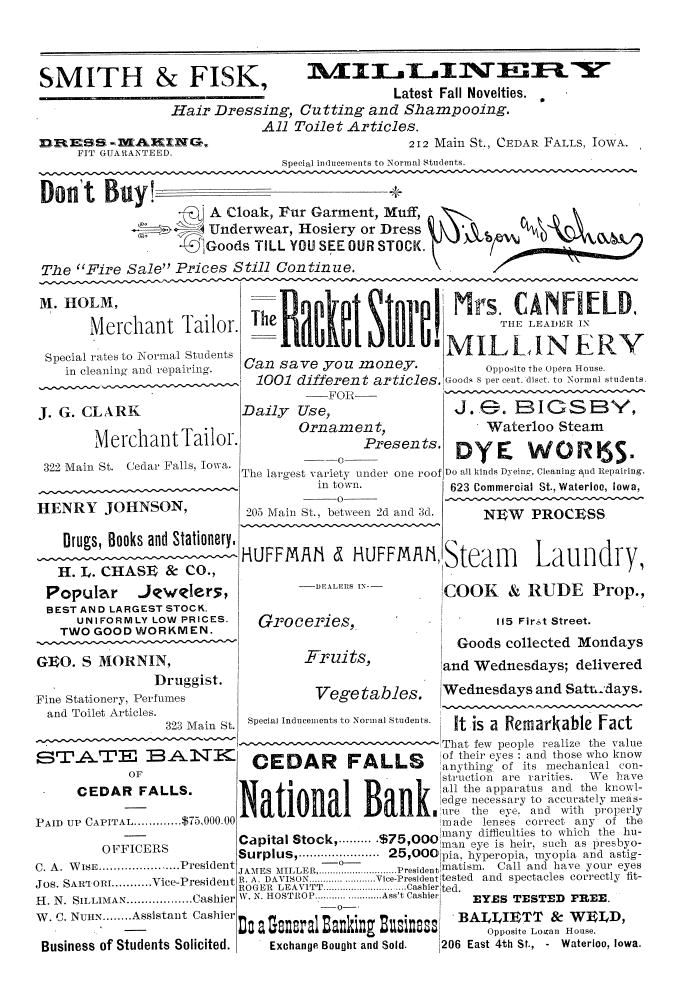 SMITH & FISK,
MILLINERY
Latest Fall Novelties.
Hair Dressing, Cutting and Shampooing.
All Toilet Articles.
DRESS-MAKING,
FIT GUARANTEED.
212 Main St., CEDAR FALLS, IOWA.
Special inducements to Normal Students.
Don't Buy!
A Cloak, Fur Garment, Muff,
Underwear, Hosiery or Dress
Goods TILL YOU SEE OUR STOCK.
Wilson and Chase
The "Fire Sale" Prices Still Continue.
M. HOLM,
Merchant Tailor.
Special rates to Normal Students
in cleaning and repairing.
J. G. CLARK
Merchant Tailor.
322 Main St. Cedar Falls, Iowa.
HENRY JOHNSON,
Drugs, Books and Stationery.
H. L. CHASE & CO.,
Popular Jewelers,
BEST AND LARGEST STOCK.
UNIFORMLY LOW PRICES.
TWO GOOD WORKMEN.
GEO. S MORNIN,
Druggist.
Fine Stationery, Perfumes
and Toilet Articles.
323 Main St.
STATE BANK
OF
CEDAR FALLS.
PAID UP CAPITAL............$75,000.00
OFFICERS
C. A. WISE......................President
JOS. SARTORI...........Vice-President
H. N. SILLIMAN..................Cashier
W. C. NUHN........Assistant Cashier
Business of Students Solicited.
The Racket Store!
Can save you money.
1001 different articles.
—FOR—
Daily Use,
Ornament,
Presents.
—o—
The largest variety under one roof
in town.
—o—
205 Main St., between 2d and 3d.
HUFFMAN & HUFFMAN,
—DEALERS IN—
Groceries,
Fruits,
Vegetables.
Special Inducements to Normal Students.
CEDAR FALLS
National Bank.
Capital Stock,..........$75,000
Surplus,.................... 25,000
—o—
JAMES MILLER,..........................President
R. A. DAVISON......................Vice-President
ROGER LEAVITT.........................Cashier
W. N. HOSTROP....................Ass't Cashier
—o—
Do a General Banking Business
Exchange Bought and Sold.
Mrs. CANFIELD,
THE LEADER IN
MILLINERY
Opposite the Opera House.
Goods 8 per cent. disct. to Normal students.
J. G. BIGSBY,
Waterloo Steam
DYE WORKS.
Do all kinds Dyeing, Cleaning and Repairing.
623 Commercial St., Waterloo, Iowa,
NEW PROCESS
Steam Laundry,
COOK & RUDE Prop.,
115 First Street.
Goods collected Mondays
and Wednesdays; delivered
Wednesdays and Saturdays.
It is a Remarkable Fact
That few people realize the value
of their eyes: and those who know
anything of its mechanical con-
struction are rarities. We have
all the apparatus and the knowl-
edge necessary to accurately meas-
ure the eye, and with properly
made lenses correct any of the
many difficulties to which the hu-
man eye is heir, such as presbyo-
pia, hyperopia, myopia and astig-
matism. Call and have your eyes
tested and spectacles correctly fit-
ted.
EYES TESTED FREE.
BALLIETT & WELD,
Opposite Logan House.
206 East 4th St., - Waterloo, Iowa.